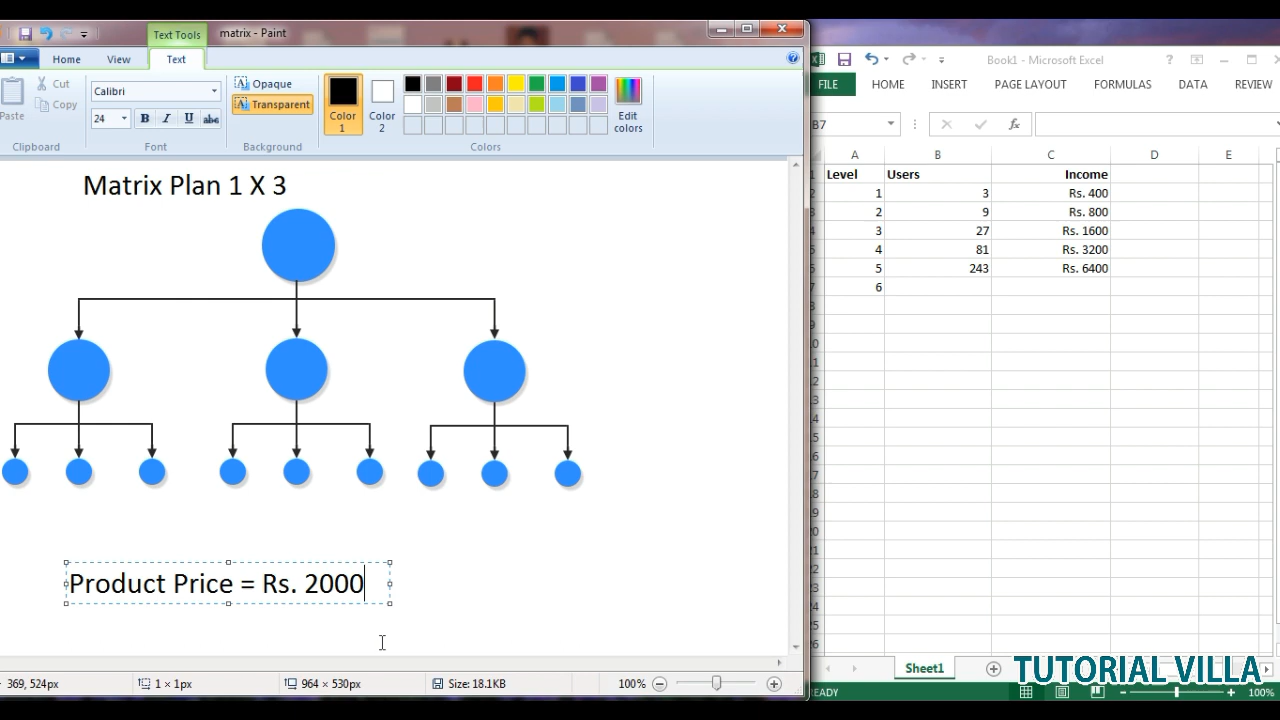 Text Tools
matrix - Paint
Home
View
Text
Paste
Cut
Copy
Clipboard
Calibri
24
B I U abc
Font
Opaque
Transparent
Background
Color 1
Color 2
Edit colors
Colors
Matrix Plan 1 X 3
Product Price = Rs. 2000
369, 524px
1 × 1px
964 × 530px
Size: 18.1KB
100%
Book1 - Microsoft Excel
FILE
HOME
INSERT
PAGE LAYOUT
FORMULAS
DATA
REVIEW
B7
fx
A B C D E
Level Users Income
1 3 Rs. 400
2 9 Rs. 800
3 27 Rs. 1600
4 81 Rs. 3200
5 243 Rs. 6400
6
Sheet1
TUTORIAL VILLA
READY
100%